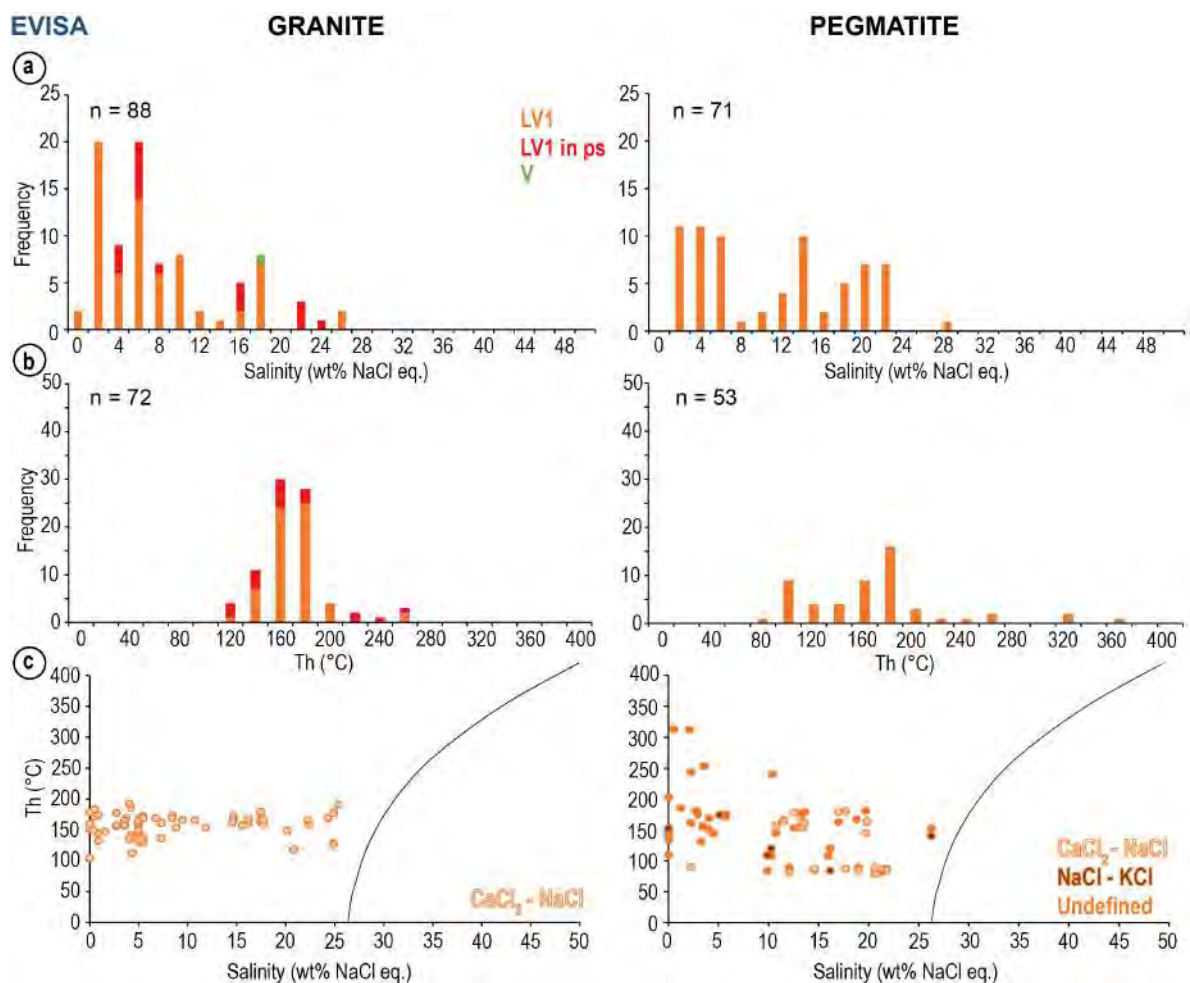 EVISA GRANITE PEGMATITE
a
25 20 15 10 5 0
Frequency
n = 88
LV1
LV1 in ps
V
0 4 8 12 16 20 24 28 32 36 40 44 48
Salinity (wt% NaCl eq.)
25 20 15 10 5 0
n = 71
0 4 8 12 16 20 24 28 32 36 40 44 48
Salinity (wt% NaCl eq.)
b
50 40 30 20 10 0
Frequency
n = 72
0 40 80 120 160 200 240 280 320 360 400
Th (°C)
50 40 30 20 10 0
n = 53
0 40 80 120 160 200 240 280 320 360 400
Th (°C)
c
400 350 300 250 200 150 100 50 0
Th (°C)
CaCl2 - NaCl
0 5 10 15 20 25 30 35 40 45 50
Salinity (wt% NaCl eq.)
400 350 300 250 200 150 100 50 0
CaCl2 - NaCl
NaCl - KCl
Undefined
0 5 10 15 20 25 30 35 40 45 50
Salinity (wt% NaCl eq.)